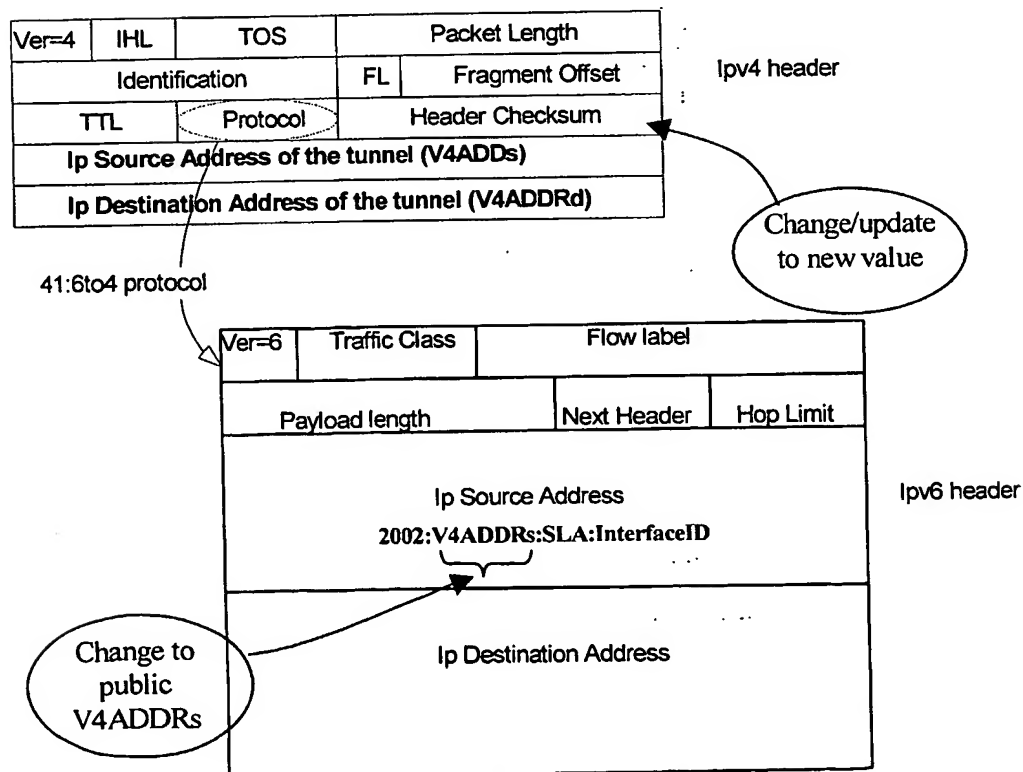 Ver=4 IHL TOS Packet Length
Identification FL Fragment Offset
Ipv4 header
TTL Protocol Header Checksum
Ip Source Address of the tunnel (V4ADDs)
Ip Destination Address of the tunnel (V4ADDRd)
Change/update
to new value
41:6to4 protocol
Ver=6 Traffic Class Flow label
Payload length Next Header Hop Limit
Ip Source Address
Ipv6 header
2002:V4ADDRs:SLA:InterfaceID
Change to
public
V4ADDRs
Ip Destination Address